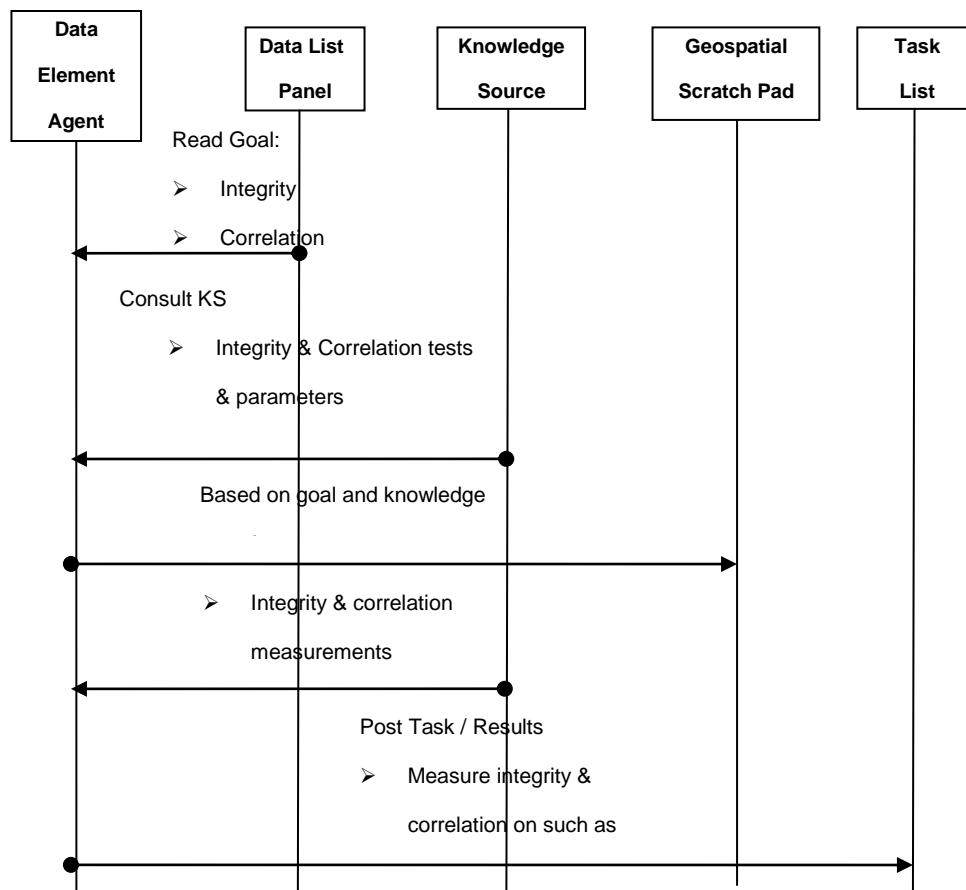 Data
Element
Agent
Data List
Panel
Knowledge
Source
Geospatial
Scratch Pad
Task
List
Read Goal:
➢ Integrity
➢ Correlation
Consult KS
➢ Integrity & Correlation tests
& parameters
Based on goal and knowledge
➢ Integrity & correlation
measurements
Post Task / Results
➢ Measure integrity &
correlation on such as